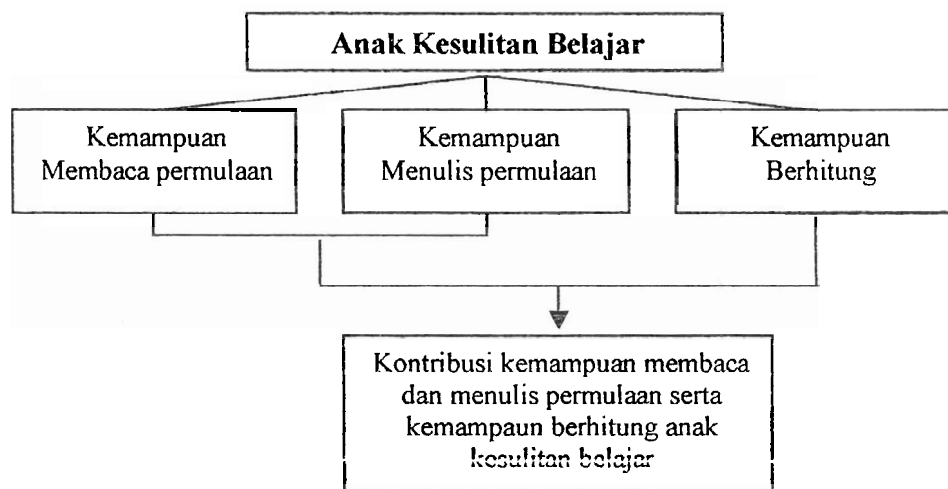 Anak Kesulitan Belajar
Kemampuan
Membaca permulaan
Kemampuan
Menulis permulaan
Kemampuan
Berhitung
Kontribusi kemampuan membaca
dan menulis permulaan serta
kemampaun berhitung anak
kesulitan belajar